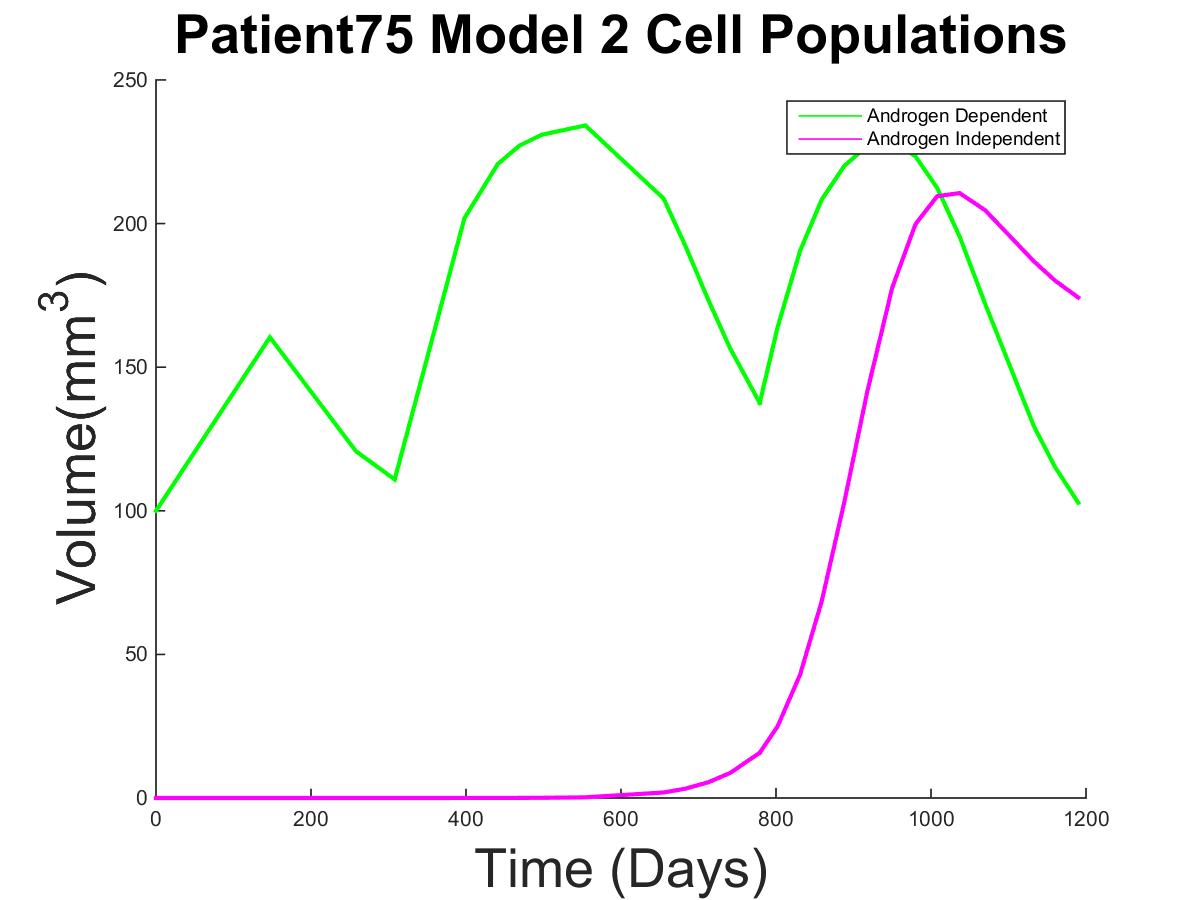 Patient75 Model 2 Cell Populations
250
Androgen Dependent
Androgen Independent
200
150
100
50
0
Volume(mm³)
0 200 400 600 800 1000 1200
Time (Days)